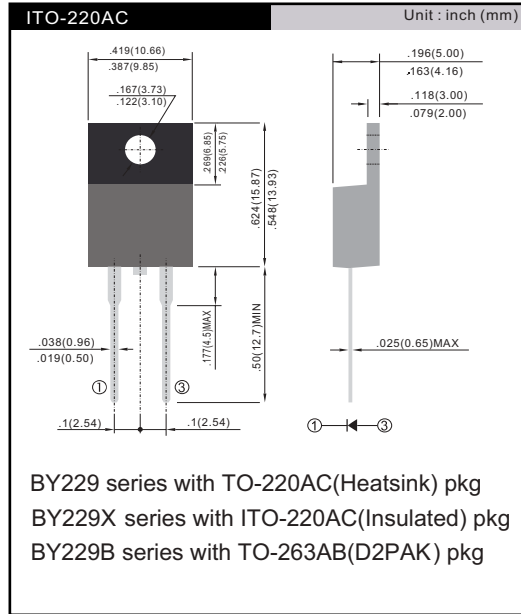 ITO-220AC
Unit : inch (mm)
.419(10.66)
.387(9.85)
.196(5.00)
.163(4.16)
.167(3.73)
.122(3.10)
.118(3.00)
.079(2.00)
.269(6.85)
.226(5.75)
.624(15.87)
.548(13.93)
.038(0.96)
.019(0.50)
.177(4.5)MAX
.50(12.7)MIN
.025(0.65)MAX
① ③
.1(2.54) .1(2.54)
① ③
BY229 series with TO-220AC(Heatsink) pkg
BY229X series with ITO-220AC(Insulated) pkg
BY229B series with TO-263AB(D2PAK) pkg